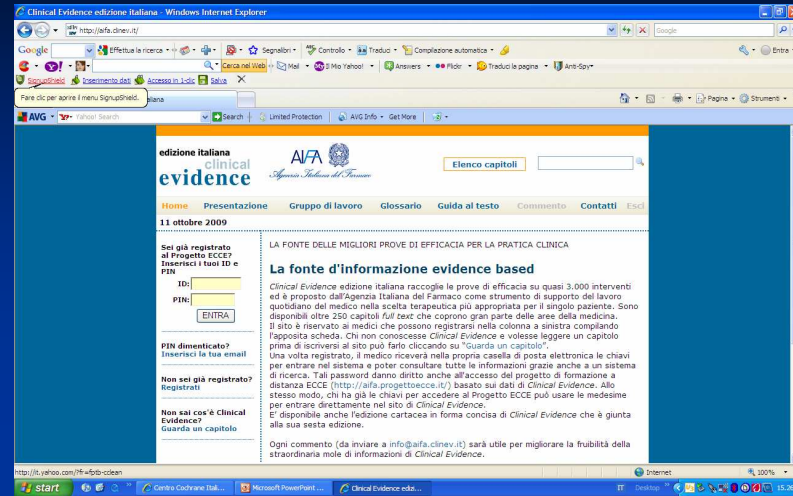 Clinical Evidence edizione italiana - Windows Internet Explorer
http://aifa.clinev.it/
Google
Google
Effettua la ricerca
Segnalibri
Controllo
Traduci
Compilazione automatica
Entra
Cerca nel Web
Mail
Il Mio Yahoo!
Answers
Flickr
Traduci la pagina
Anti-Spy
SignupShield
Inserimento dati
Accesso in 1-clic
Salva
Fare clic per aprire il menu SignupShield.
aliana
Pagina
Strumenti
AVG
Yahoo! Search
Search
Limited Protection
AVG Info
Get More
edizione italiana
clinical
evidence
AIFA
Agenzia Italiana del Farmaco
Elenco capitoli
Home Presentazione Gruppo di lavoro Glossario Guida al testo Commento Contatti Esci
11 ottobre 2009
Sei già registrato
al Progetto ECCE?
Inserisci i tuoi ID e
PIN
ID:
PIN:
ENTRA
PIN dimenticato?
Inserisci la tua email
Non sei già registrato?
Registrati
Non sai cos'è Clinical
Evidence?
Guarda un capitolo
LA FONTE DELLE MIGLIORI PROVE DI EFFICACIA PER LA PRATICA CLINICA
La fonte d'informazione evidence based
Clinical Evidence edizione italiana raccoglie le prove di efficacia su quasi 3.000 interventi
ed è proposto dall'Agenzia Italiana del Farmaco come strumento di supporto del lavoro
quotidiano del medico nella scelta terapeutica più appropriata per il singolo paziente. Sono
disponibili oltre 250 capitoli full text che coprono gran parte delle aree della medicina.
Il sito è riservato ai medici che possono registrarsi nella colonna a sinistra compilando
l'apposita scheda. Chi non conoscesse Clinical Evidence e volesse leggere un capitolo
prima di iscriversi al sito può farlo cliccando su "Guarda un capitolo".
Una volta registrato, il medico riceverà nella propria casella di posta elettronica le chiavi
per entrare nel sistema e poter consultare tutte le informazioni grazie anche a un sistema
di ricerca. Tali password danno diritto anche all'accesso del progetto di formazione a
distanza ECCE (http://aifa.progettoecce.it/) basato sui dati di Clinical Evidence. Allo
stesso modo, chi ha già le chiavi per accedere al Progetto ECCE può usare le medesime
per entrare direttamente nel sito di Clinical Evidence.
E' disponibile anche l'edizione cartacea in forma concisa di Clinical Evidence che è giunta
alla sua sesta edizione.
Ogni commento (da inviare a info@aifa.clinev.it) sarà utile per migliorare la fruibilità della
straordinaria mole di informazioni di Clinical Evidence.
http://it.yahoo.com/?fr=fptb-cclean
Internet
100%
start
Centro Cochrane Itali...
Microsoft PowerPoint ...
Clinical Evidence edizi...
IT
Desktop
15.26